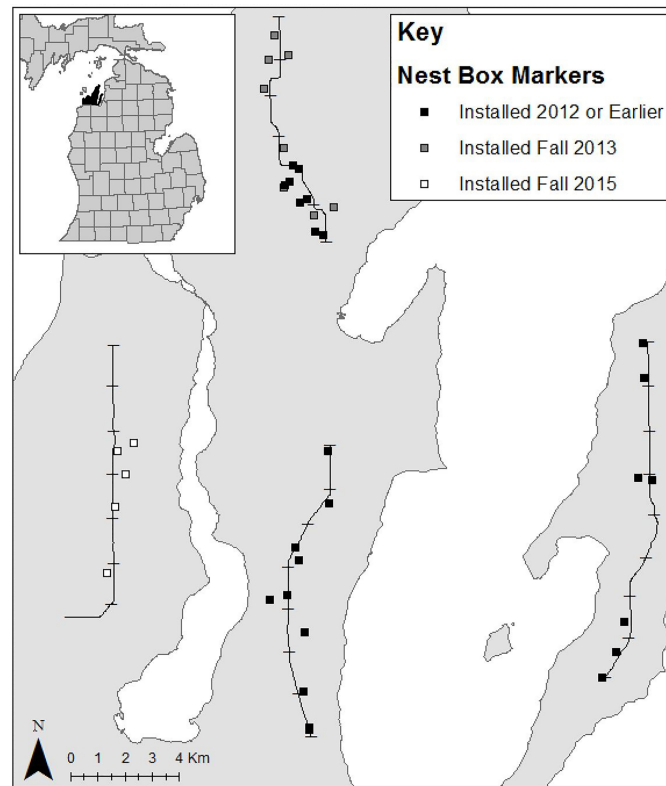 Key
Nest Box Markers
Installed 2012 or Earlier
Installed Fall 2013
Installed Fall 2015
N
0 1 2 3 4 Km